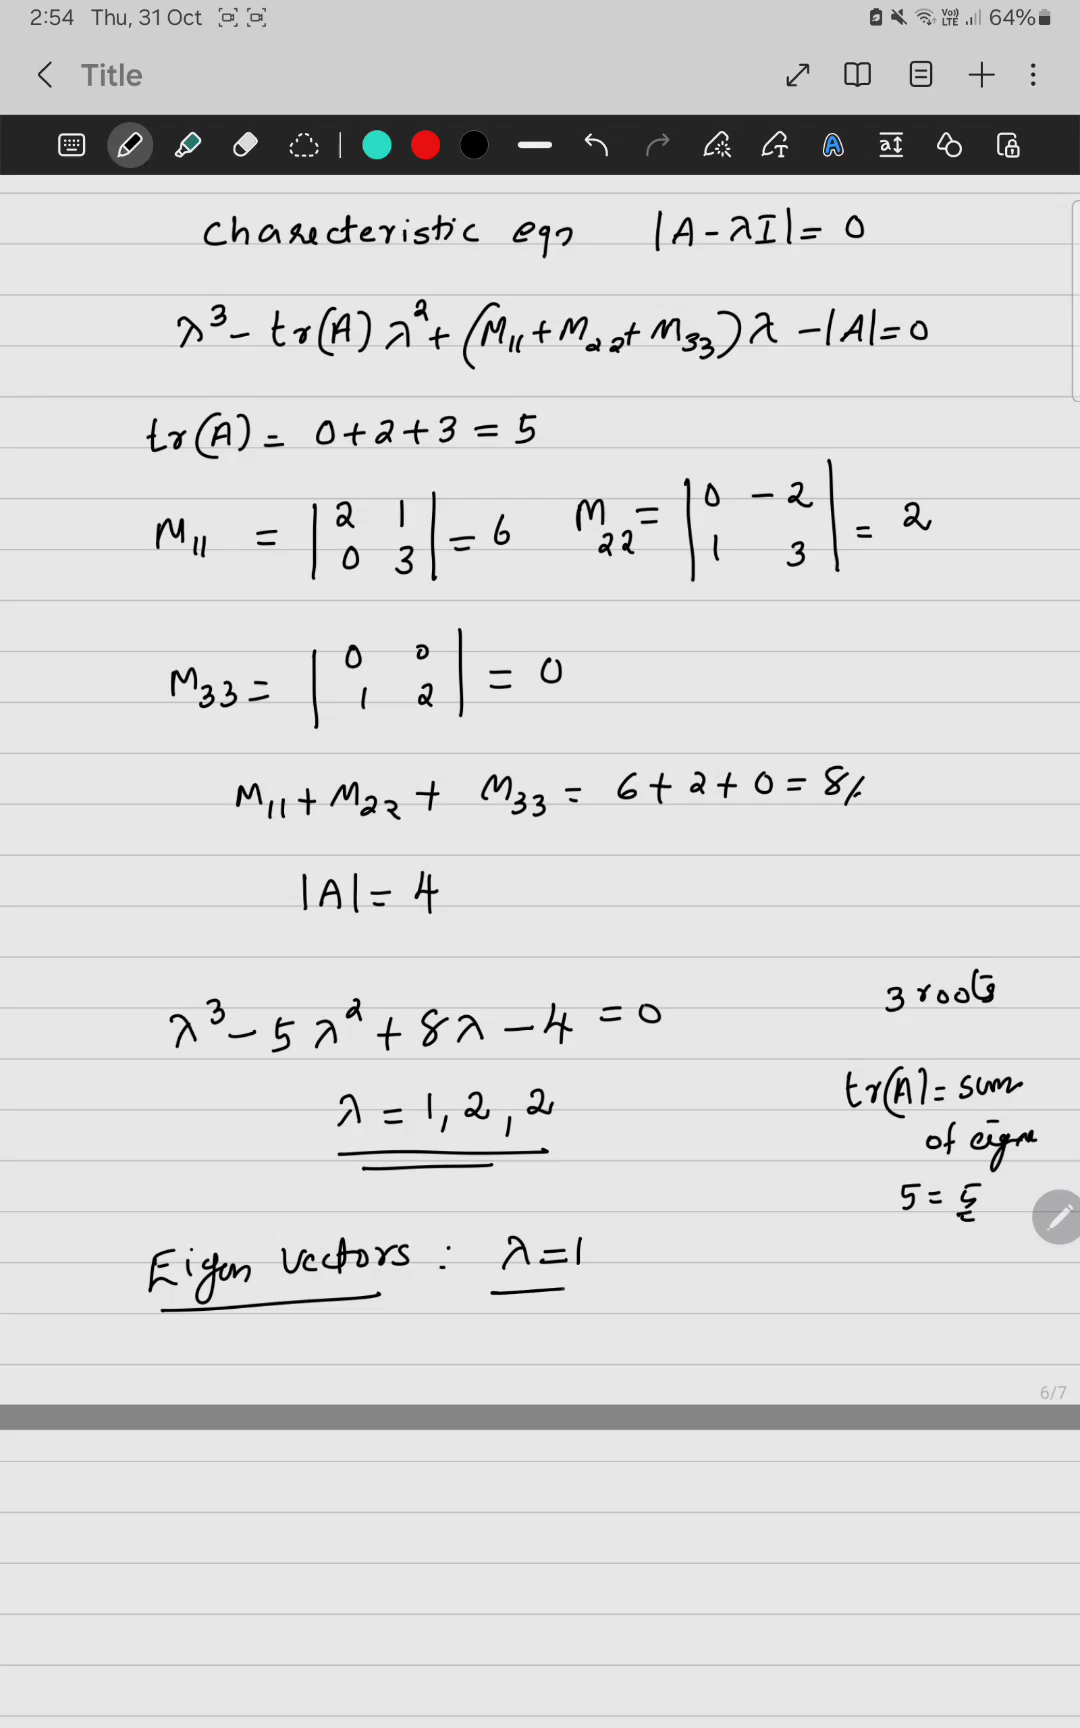 2:54 Thu, 31 Oct 64%
Title
charecteristic eqn |A-λI|= 0
λ³- tr(A) λ²+ (M₁₁+M₂₂+M₃₃)λ -|A|=0
tr(A)= 0+2+3 = 5
M₁₁ = |2 1| = 6 M₂₂ = |0 -2| = 2
|0 3| |1 3|
M₃₃= |0 0| = 0
|1 2|
M₁₁+M₂₂+ M₃₃= 6+2+0=8
|A|= 4
λ³-5λ²+8λ-4 =0
λ = 1,2,2
3 roots
tr(A)= sum
of eigen
5=5
Eigen vectors: λ=1
6/7